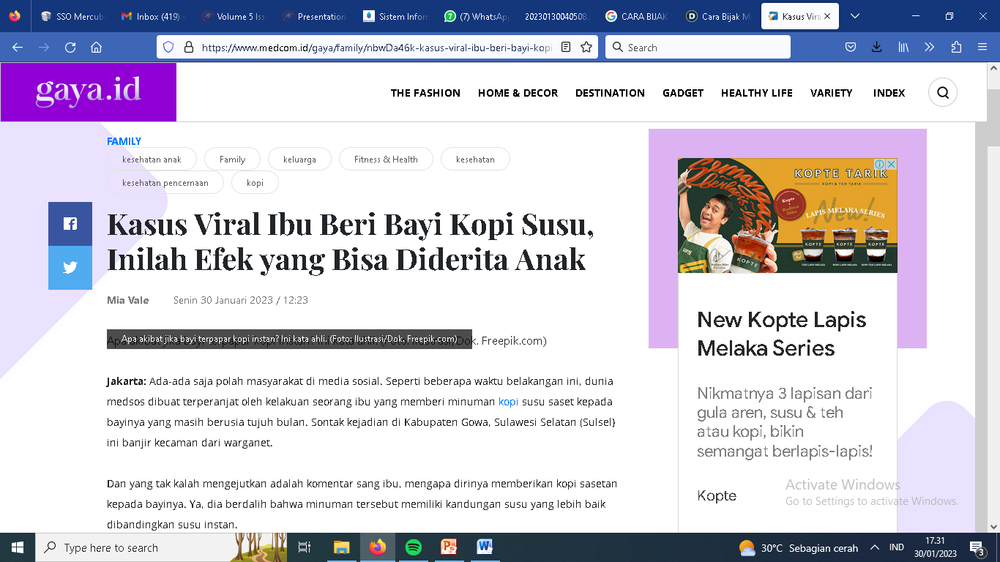 SSO Mercub
Inbox (419) -
Volume 5 Iss
Presentation
Sistem Infor
(7) WhatsAp
20230130040508.
CARA BIJAK
Cara Bijak M
Kasus Vira
https://www.medcom.id/gaya/family/nbwDa46k-kasus-viral-ibu-beri-bayi-kopi-
Search
gaya.id
THE FASHION
HOME & DECOR
DESTINATION
GADGET
HEALTHY LIFE
VARIETY
INDEX
FAMILY
kesehatan anak
Family
keluarga
Fitness & Health
kesehatan
kesehatan pencernaan
kopi
Kasus Viral Ibu Beri Bayi Kopi Susu,
Inilah Efek yang Bisa Diderita Anak
Mia Vale
Senin 30 Januari 2023 / 12:23
Apa akibat jika bayi terpapar kopi instan? Ini kata ahli. (Foto: Ilustrasi/Dok. Freepik.com)
Dok. Freepik.com)
Jakarta: Ada-ada saja polah masyarakat di media sosial. Seperti beberapa waktu belakangan ini, dunia
medsos dibuat terperanjat oleh kelakuan seorang ibu yang memberi minuman kopi susu saset kepada
bayinya yang masih berusia tujuh bulan. Sontak kejadian di Kabupaten Gowa, Sulawesi Selatan (Sulsel)
ini banjir kecaman dari warganet.
Dan yang tak kalah mengejutkan adalah komentar sang ibu, mengapa dirinya memberikan kopi sasetan
kepada bayinya. Ya, dia berdalih bahwa minuman tersebut memiliki kandungan susu yang lebih baik
dibandingkan susu instan.
KOPTE TARIK
KOPI & TEH TARIK
Kopte
x
Raditya
Dika
New!
LAPIS MELAKA SERIES
KOPTE
KOPTE
KOPTE
KOPTE
New Kopte Lapis
Melaka Series
Nikmatnya 3 lapisan dari
gula aren, susu & teh
atau kopi, bikin
semangat berlapis-lapis!
Kopte
Activate Windows
Go to Settings to activate Windows.
Type here to search
30°C Sebagian cerah
IND
17.31
30/01/2023
3